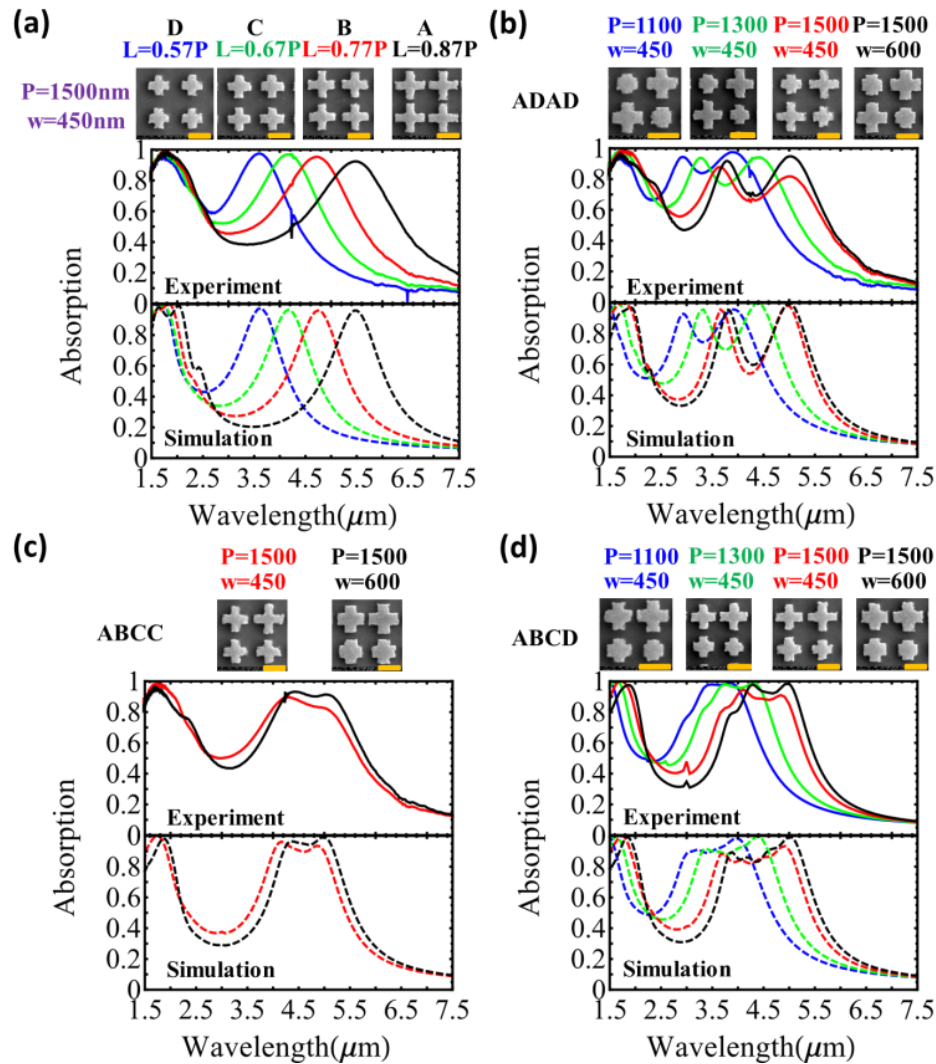 (a)
D C B A
L=0.57P L=0.67P L=0.77P L=0.87P
P=1500nm
w=450nm
1
0.8
0.6
0.4
0.2
0
Absorption
Experiment
1
0.8
0.6
0.4
0.2
0
Simulation
1.5 2.5 3.5 4.5 5.5 6.5 7.5
Wavelength(μm)
(b)
P=1100 P=1300 P=1500 P=1500
w=450 w=450 w=450 w=600
ADAD
1
0.8
0.6
0.4
0.2
0
Absorption
Experiment
1
0.8
0.6
0.4
0.2
0
Simulation
1.5 2.5 3.5 4.5 5.5 6.5 7.5
Wavelength(μm)
(c)
P=1500 P=1500
w=450 w=600
ABCC
1
0.8
0.6
0.4
0.2
0
Absorption
Experiment
1
0.8
0.6
0.4
0.2
0
Simulation
1.5 2.5 3.5 4.5 5.5 6.5 7.5
Wavelength(μm)
(d)
P=1100 P=1300 P=1500 P=1500
w=450 w=450 w=450 w=600
ABCD
1
0.8
0.6
0.4
0.2
0
Absorption
Experiment
1
0.8
0.6
0.4
0.2
0
Simulation
1.5 2.5 3.5 4.5 5.5 6.5 7.5
Wavelength(μm)